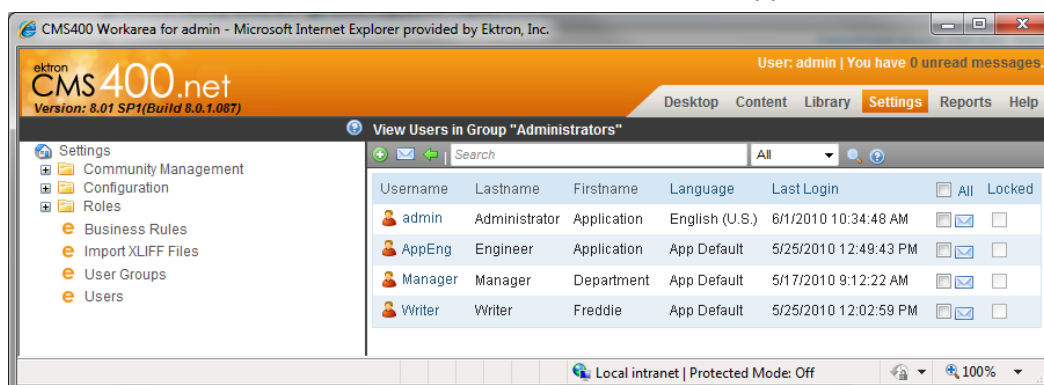 CMS400 Workarea for admin - Microsoft Internet Explorer provided by Ektron, Inc.
User: admin | You have 0 unread messages.
ektron
CMS400.net
Version: 8.01 SP1(Build 8.0.1.087)
Desktop Content Library Settings Reports Help
View Users in Group "Administrators"
Settings
Community Management
Configuration
Roles
Business Rules
Import XLIFF Files
User Groups
Users
Search All
Username Lastname Firstname Language Last Login All Locked
admin Administrator Application English (U.S.) 6/1/2010 10:34:48 AM
AppEng Engineer Application App Default 5/25/2010 12:49:43 PM
Manager Manager Department App Default 5/17/2010 9:12:22 AM
Writer Writer Freddie App Default 5/25/2010 12:02:59 PM
Local intranet | Protected Mode: Off 100%